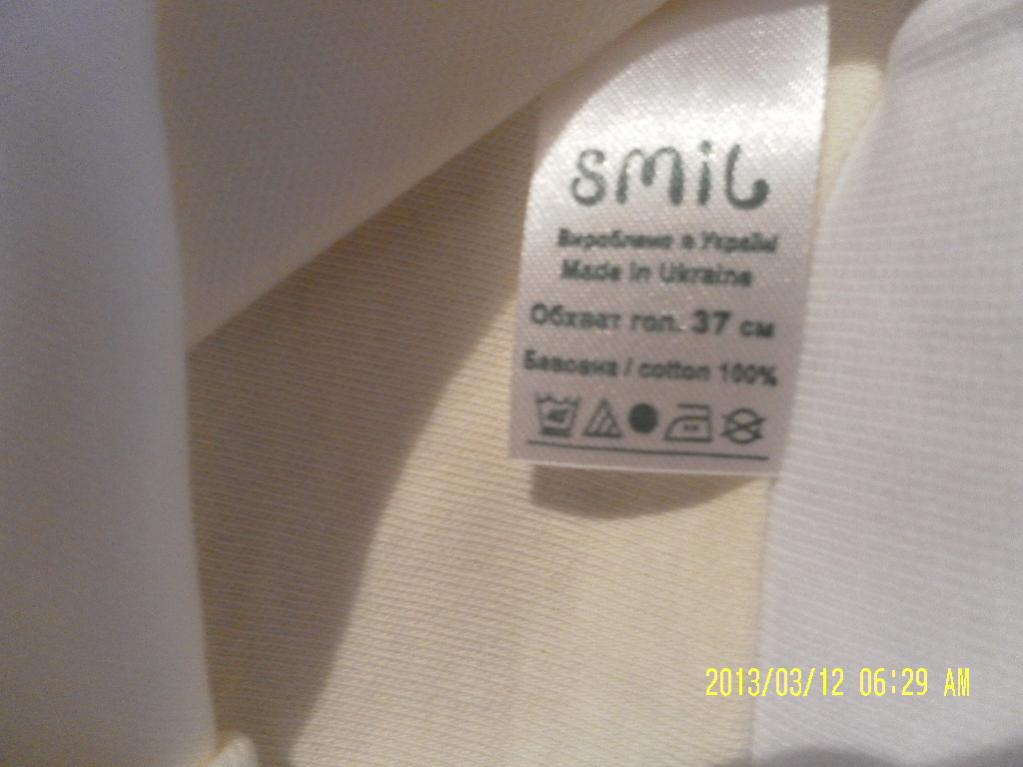 smil
Вироблено в Україні
Made in Ukraine
Обхват гол. 37 см
Бавовна / cotton 100%
2013/03/12 06:29 AM